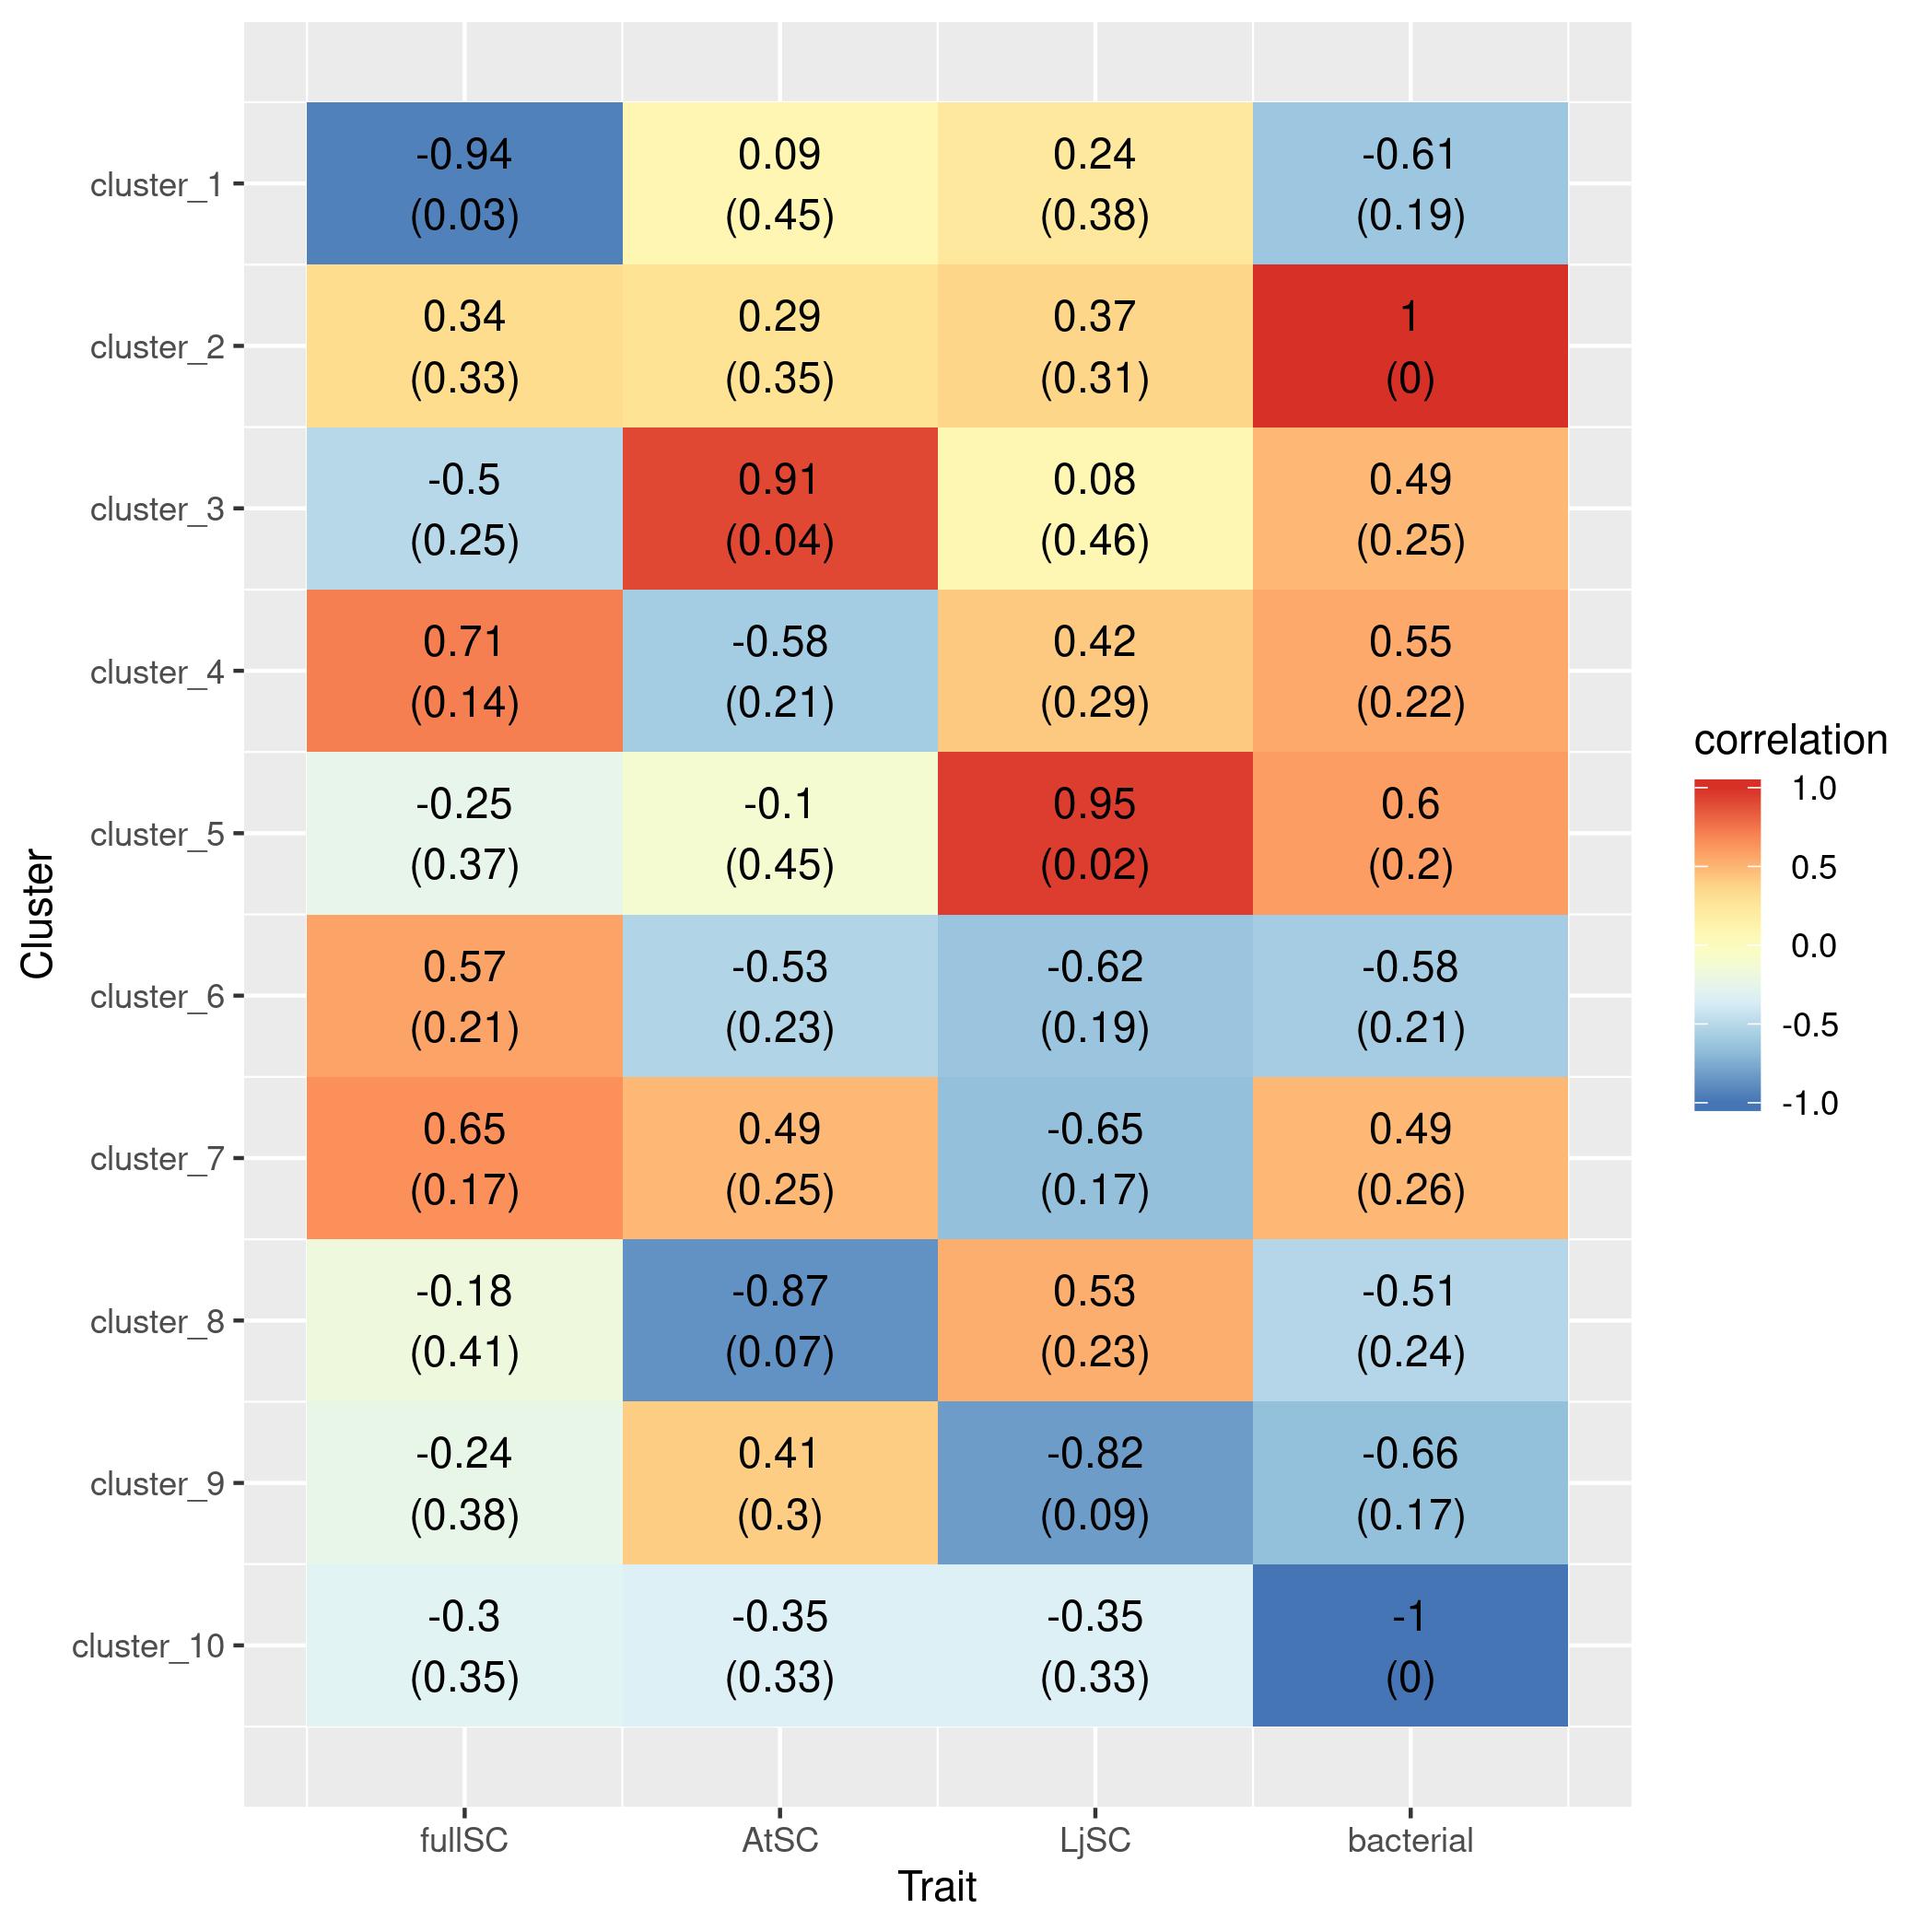 -0.94 0.09 0.24 -0.61
cluster_1 (0.03) (0.45) (0.38) (0.19)
0.34 0.29 0.37 1
cluster_2 (0.33) (0.35) (0.31) (0)
-0.5 0.91 0.08 0.49
cluster_3 (0.25) (0.04) (0.46) (0.25)
0.71 -0.58 0.42 0.55
cluster_4 (0.14) (0.21) (0.29) (0.22)
-0.25 -0.1 0.95 0.6
cluster_5 (0.37) (0.45) (0.02) (0.2)
0.57 -0.53 -0.62 -0.58
cluster_6 (0.21) (0.23) (0.19) (0.21)
0.65 0.49 -0.65 0.49
cluster_7 (0.17) (0.25) (0.17) (0.26)
-0.18 -0.87 0.53 -0.51
cluster_8 (0.41) (0.07) (0.23) (0.24)
-0.24 0.41 -0.82 -0.66
cluster_9 (0.38) (0.3) (0.09) (0.17)
-0.3 -0.35 -0.35 -1
cluster_10 (0.35) (0.33) (0.33) (0)
fullSC AtSC LjSC bacterial
Trait
Cluster
correlation
1.0
0.5
0.0
-0.5
-1.0